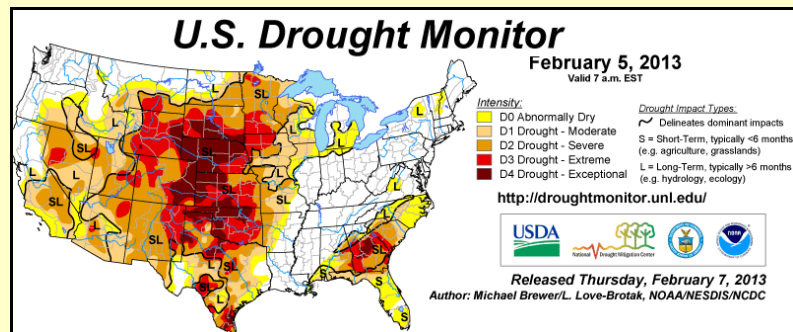 U.S. Drought Monitor
February 5, 2013
Valid 7 a.m. EST
Intensity:
D0 Abnormally Dry
D1 Drought - Moderate
D2 Drought - Severe
D3 Drought - Extreme
D4 Drought - Exceptional
Drought Impact Types:
Delineates dominant impacts
S = Short-Term, typically <6 months
(e.g. agriculture, grasslands)
L = Long-Term, typically >6 months
(e.g. hydrology, ecology)
http://droughtmonitor.unl.edu/
USDA
National Drought Mitigation Center
NOAA
Released Thursday, February 7, 2013
Author: Michael Brewer/L. Love-Brotak, NOAA/NESDIS/NCDC
L
SL
L
L
L
L
SL
L
SL
L
L
SL
L
SL
SL
L
SL
L
SL
L
L
SL
L
L